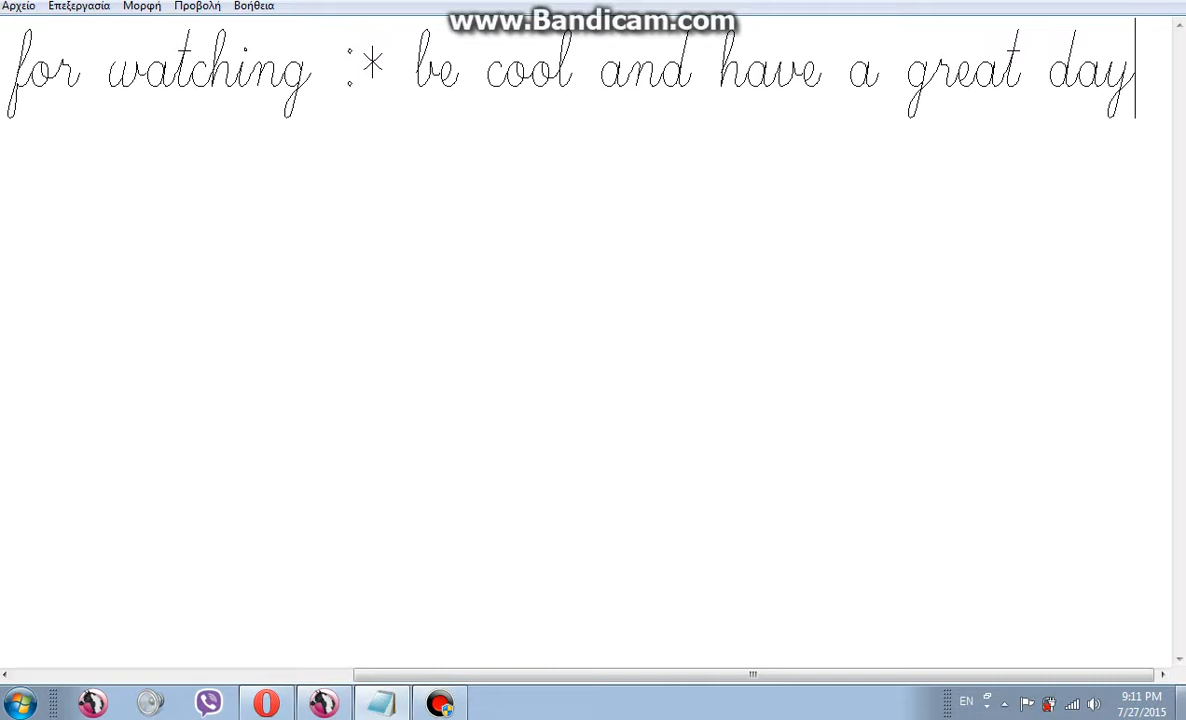 Αρχείο Επεξεργασία Μορφή Προβολή Βοήθεια
www.Bandicam.com
for watching :* be cool and have a great day
EN
9:11 PM
7/27/2015